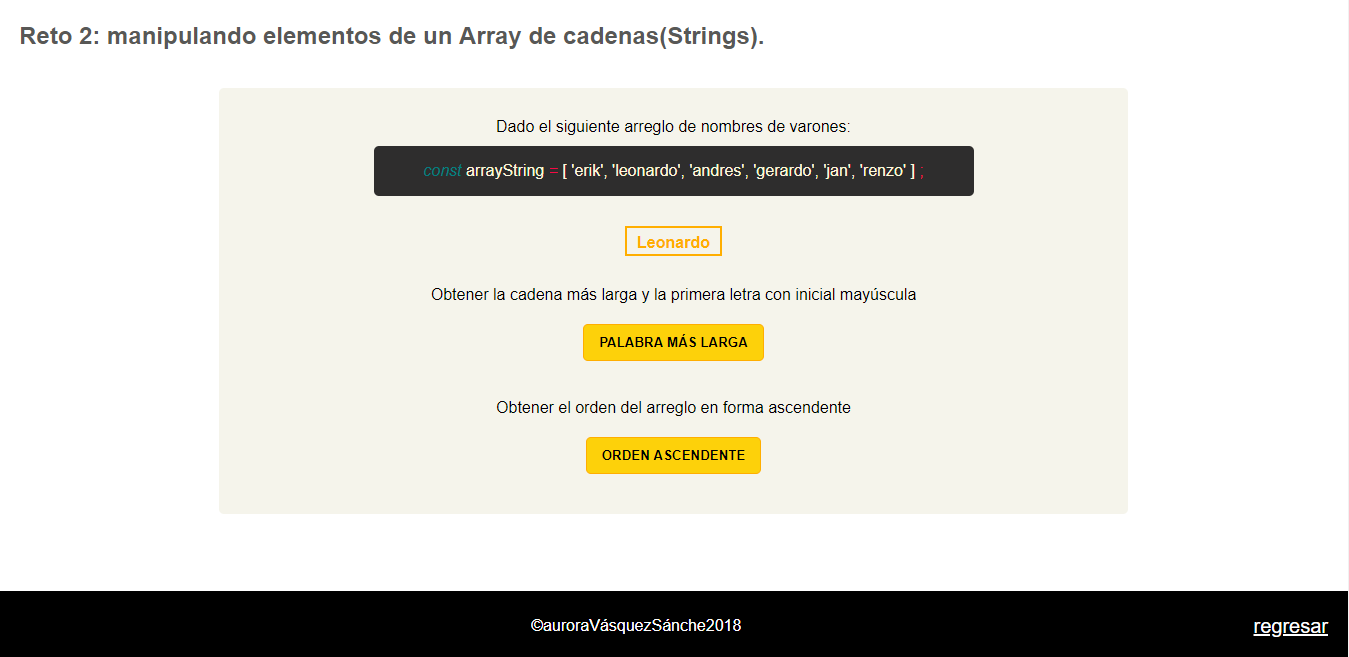 Reto 2: manipulando elementos de un Array de cadenas(Strings).
Dado el siguiente arreglo de nombres de varones:
const arrayString = [ 'erik', 'leonardo', 'andres', 'gerardo', 'jan', 'renzo' ] ;
Leonardo
Obtener la cadena más larga y la primera letra con inicial mayúscula
PALABRA MÁS LARGA
Obtener el orden del arreglo en forma ascendente
ORDEN ASCENDENTE
©auroraVásquezSánche2018
regresar